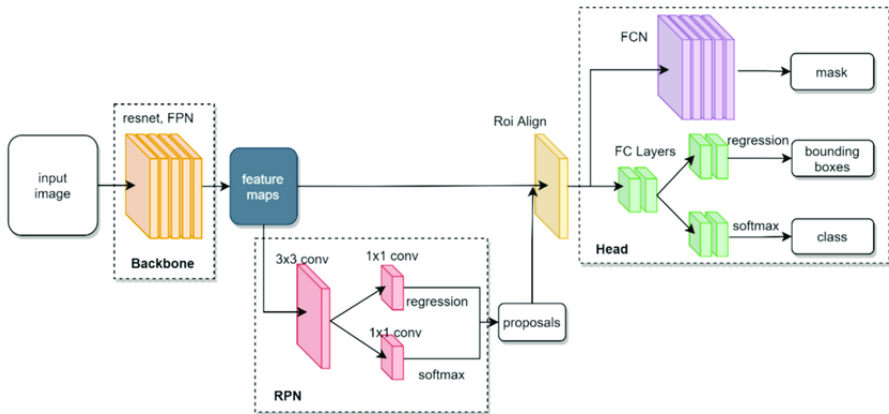 input
image
resnet, FPN
Backbone
feature
maps
3x3 conv
1x1 conv
regression
1x1 conv
softmax
RPN
proposals
Roi Align
FCN
mask
FC Layers
regression
bounding
boxes
softmax
class
Head